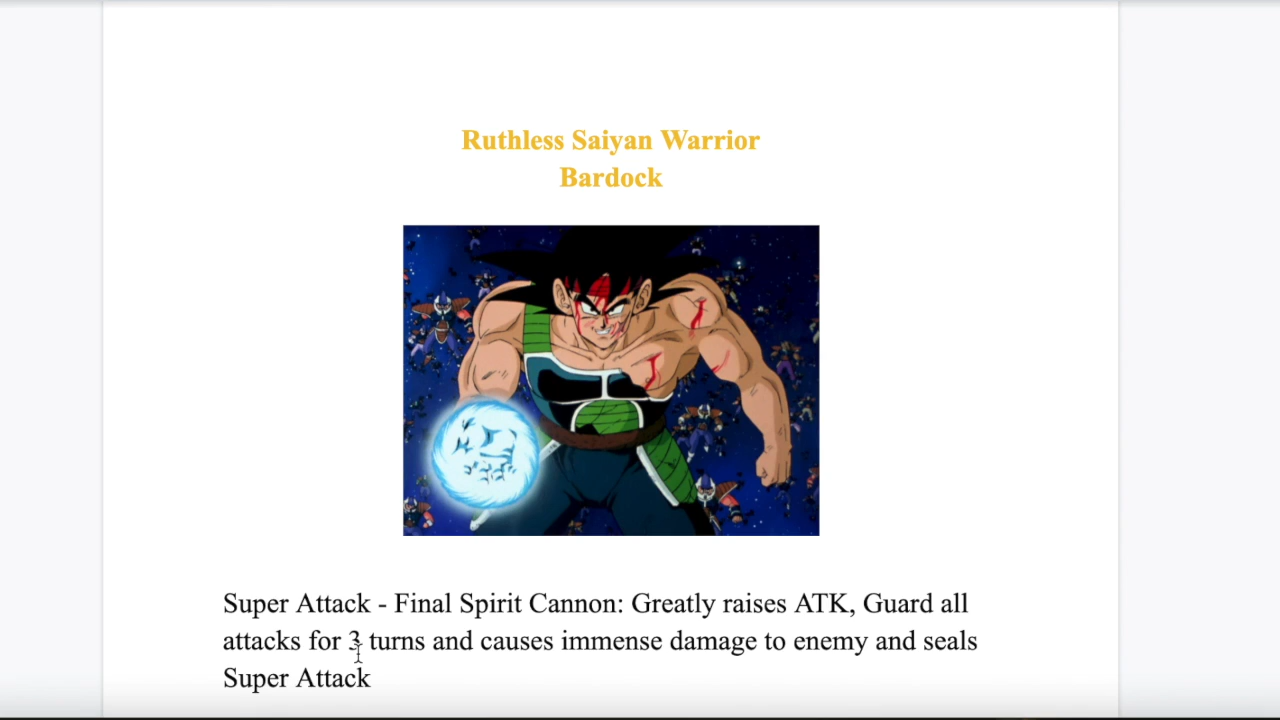 Ruthless Saiyan Warrior
Bardock
Super Attack - Final Spirit Cannon: Greatly raises ATK, Guard all
attacks for 3 turns and causes immense damage to enemy and seals
Super Attack